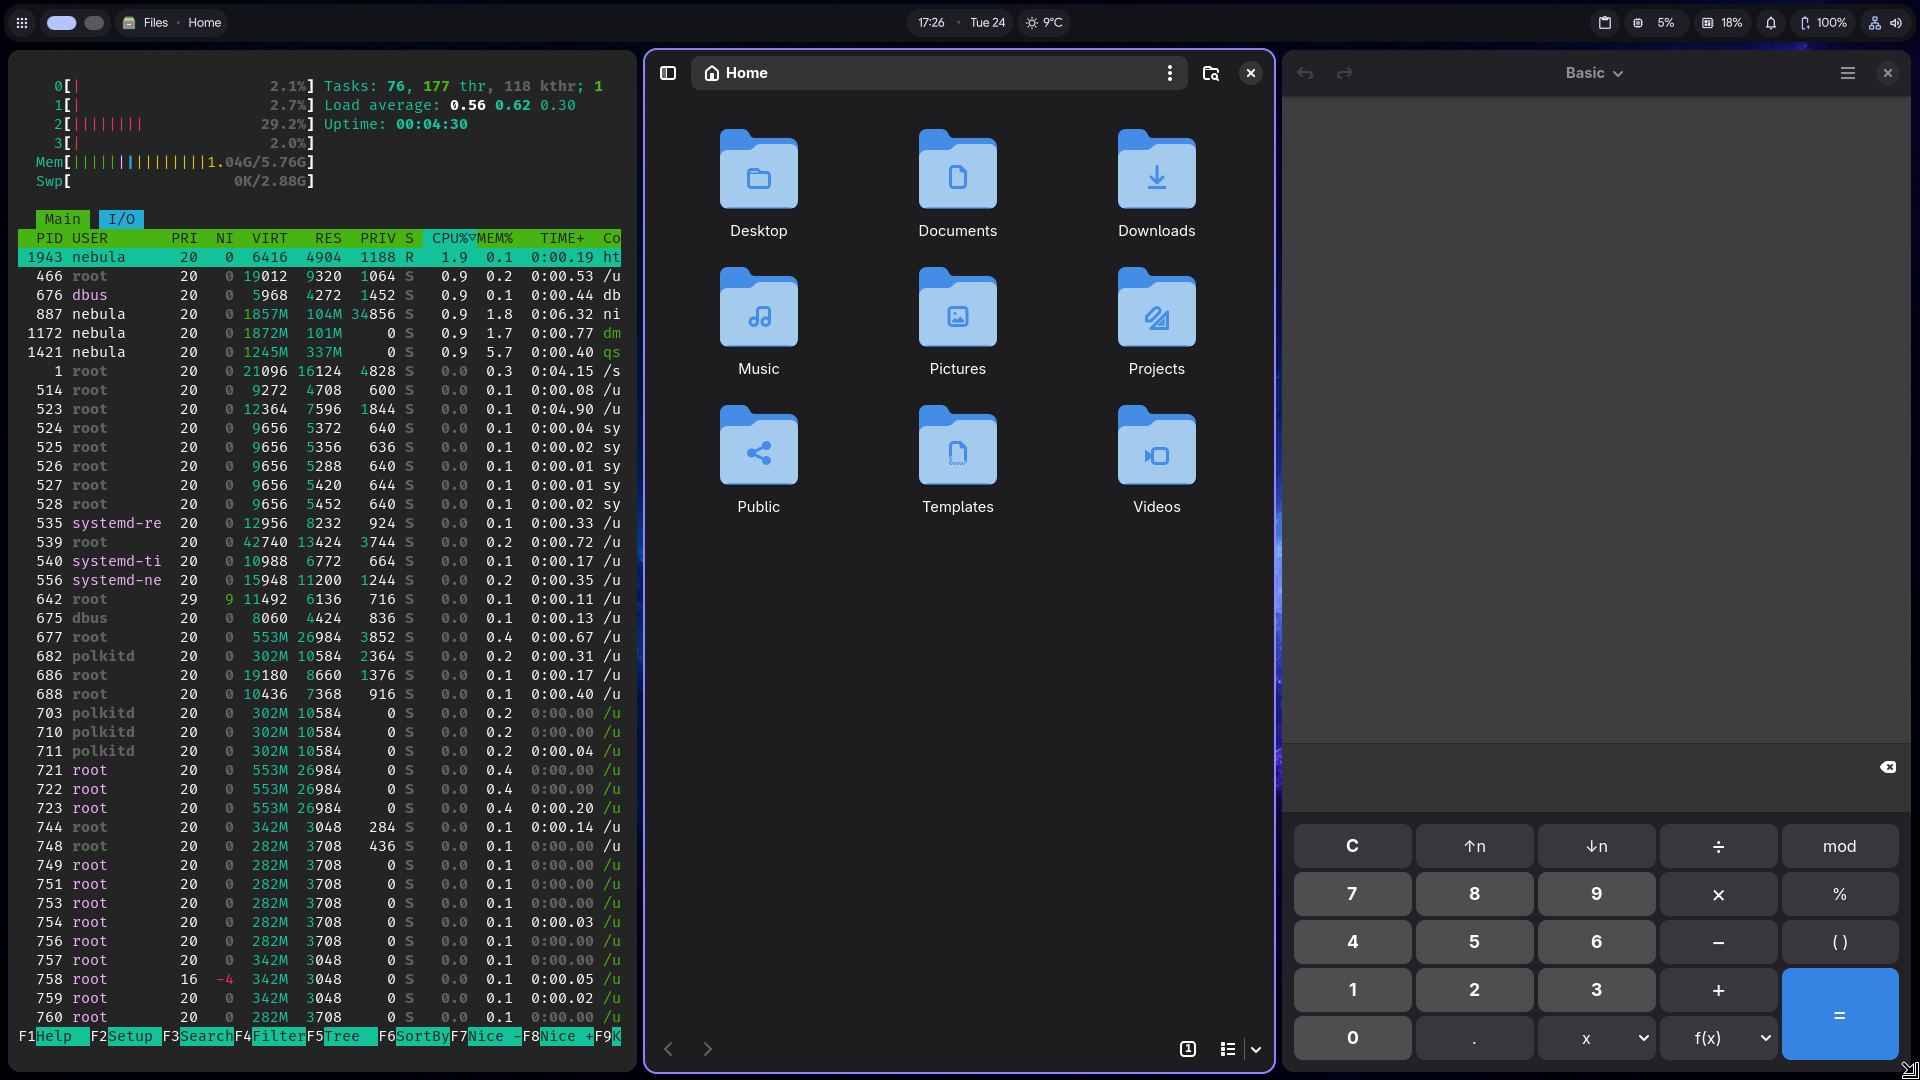 Files · Home
17:26 · Tue 24
9°C
5%
18%
100%
0[| 2.1%] Tasks: 76, 177 thr, 118 kthr; 1
1[| 2.7%] Load average: 0.56 0.62 0.30
2[|||||||| 29.2%] Uptime: 00:04:30
3[| 2.0%]
Mem[|||||||||||||||1.04G/5.76G]
Swp[ 0K/2.88G]
Main I/O
PID USER PRI NI VIRT RES PRIV S CPU%▽MEM% TIME+ Co
1943 nebula 20 0 6416 4904 1188 R 1.9 0.1 0:00.19 ht
466 root 20 0 19012 9320 1064 S 0.9 0.2 0:00.53 /u
676 dbus 20 0 5968 4272 1452 S 0.9 0.1 0:00.44 db
887 nebula 20 0 1857M 104M 34856 S 0.9 1.8 0:06.32 ni
1172 nebula 20 0 1872M 101M 0 S 0.9 1.7 0:00.77 dm
1421 nebula 20 0 1245M 337M 0 S 0.9 5.7 0:00.40 qs
1 root 20 0 21096 16124 4828 S 0.0 0.3 0:04.15 /s
514 root 20 0 9272 4708 600 S 0.0 0.1 0:00.08 /u
523 root 20 0 12364 7596 1844 S 0.0 0.1 0:04.90 /u
524 root 20 0 9656 5372 640 S 0.0 0.1 0:00.04 sy
525 root 20 0 9656 5356 636 S 0.0 0.1 0:00.02 sy
526 root 20 0 9656 5288 640 S 0.0 0.1 0:00.01 sy
527 root 20 0 9656 5420 644 S 0.0 0.1 0:00.01 sy
528 root 20 0 9656 5452 640 S 0.0 0.1 0:00.02 sy
535 systemd-re 20 0 12956 8232 924 S 0.0 0.1 0:00.33 /u
539 root 20 0 42740 13424 3744 S 0.0 0.2 0:00.72 /u
540 systemd-ti 20 0 10988 6772 664 S 0.0 0.1 0:00.17 /u
556 systemd-ne 20 0 15948 11200 1244 S 0.0 0.2 0:00.35 /u
642 root 29 9 11492 6136 716 S 0.0 0.1 0:00.11 /u
675 dbus 20 0 8060 4424 836 S 0.0 0.1 0:00.13 /u
677 root 20 0 553M 26984 3852 S 0.0 0.4 0:00.67 /u
682 polkitd 20 0 302M 10584 2364 S 0.0 0.2 0:00.31 /u
686 root 20 0 19180 8660 1376 S 0.0 0.1 0:00.17 /u
688 root 20 0 10436 7368 916 S 0.0 0.1 0:00.40 /u
703 polkitd 20 0 302M 10584 0 S 0.0 0.2 0:00.00 /u
710 polkitd 20 0 302M 10584 0 S 0.0 0.2 0:00.00 /u
711 polkitd 20 0 302M 10584 0 S 0.0 0.2 0:00.04 /u
721 root 20 0 553M 26984 0 S 0.0 0.4 0:00.00 /u
722 root 20 0 553M 26984 0 S 0.0 0.4 0:00.00 /u
723 root 20 0 553M 26984 0 S 0.0 0.4 0:00.20 /u
744 root 20 0 342M 3048 284 S 0.0 0.1 0:00.14 /u
748 root 20 0 282M 3708 436 S 0.0 0.1 0:00.00 /u
749 root 20 0 282M 3708 0 S 0.0 0.1 0:00.00 /u
751 root 20 0 282M 3708 0 S 0.0 0.1 0:00.00 /u
753 root 20 0 282M 3708 0 S 0.0 0.1 0:00.00 /u
754 root 20 0 282M 3708 0 S 0.0 0.1 0:00.03 /u
756 root 20 0 282M 3708 0 S 0.0 0.1 0:00.00 /u
757 root 20 0 342M 3048 0 S 0.0 0.1 0:00.00 /u
758 root 16 -4 342M 3048 0 S 0.0 0.1 0:00.05 /u
759 root 20 0 342M 3048 0 S 0.0 0.1 0:00.02 /u
760 root 20 0 282M 3708 0 S 0.0 0.1 0:00.00 /u
F1Help F2Setup F3SearchF4FilterF5Tree F6SortByF7Nice -F8Nice +F9K
Home
Desktop Documents Downloads
Music Pictures Projects
Public Templates Videos
1
Basic
C ↑n ↓n ÷ mod
7 8 9 × %
4 5 6 − ( )
1 2 3 + =
0 . x f(x)